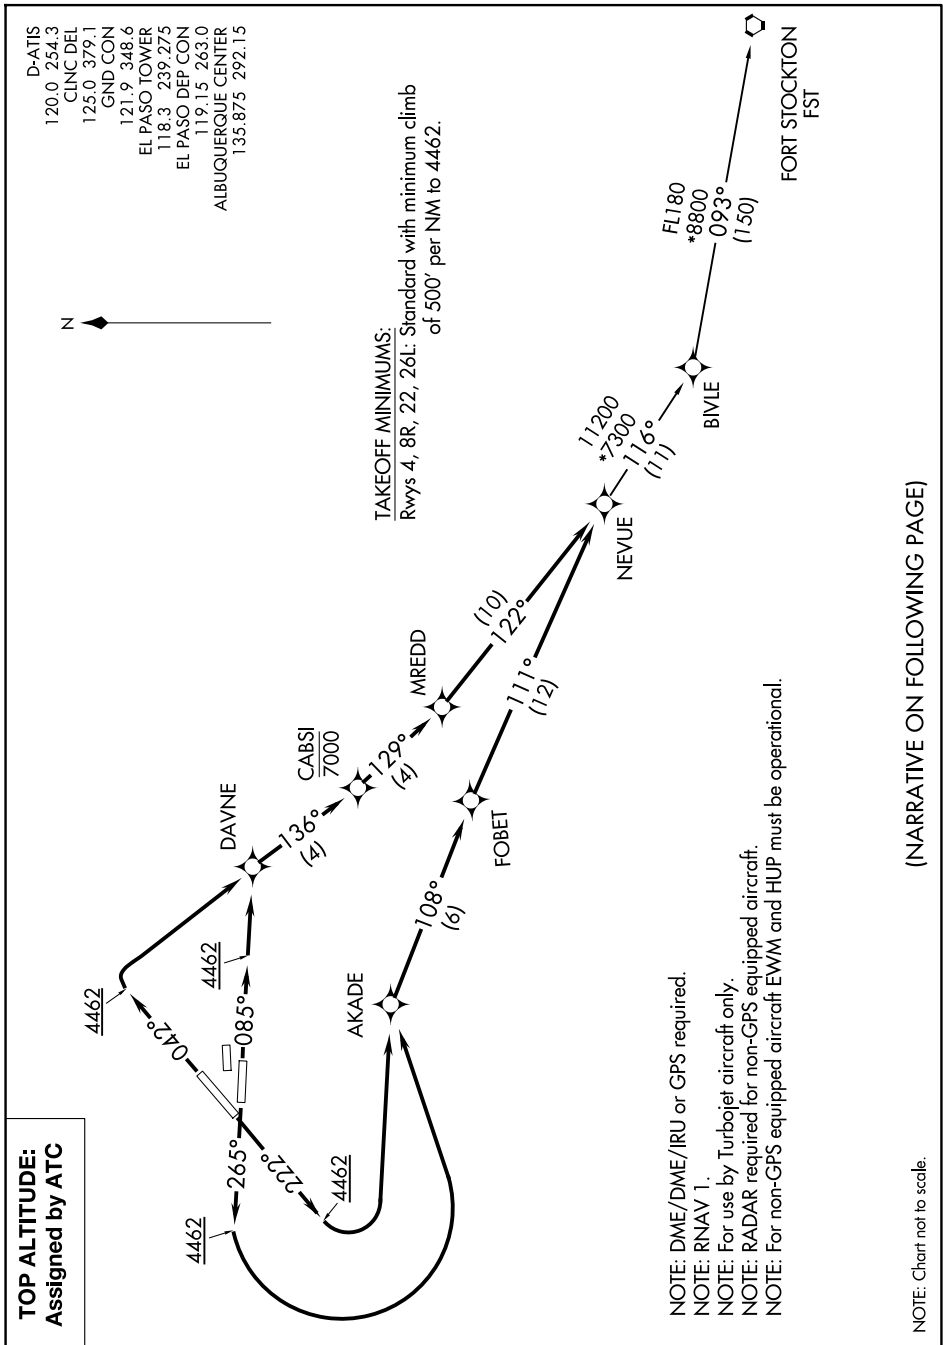 TOP ALTITUDE:
Assigned by ATC
D-ATIS
120.0 254.3
CLNC DEL
125.0 379.1
GND CON
121.9 348.6
EL PASO TOWER
118.3 239.275
EL PASO DEP CON
119.15 263.0
ALBUQUERQUE CENTER
135.875 292.15
N
TAKEOFF MINIMUMS:
Rwys 4, 8R, 22, 26L: Standard with minimum climb
of 500' per NM to 4462.
4462
042°
4462
085°
265°
4462
222°
4462
DAVNE
136°
(4)
CABSI
7000
129°
(4)
MREDD
(10)
122°
AKADE
108°
(6)
FOBET
111°
(12)
NEVUE
11200
*7300
116°
(11)
BIVLE
FL180
*8800
093°
(150)
FORT STOCKTON
FST
NOTE: DME/DME/IRU or GPS required.
NOTE: RNAV 1.
NOTE: For use by Turbojet aircraft only.
NOTE: RADAR required for non-GPS equipped aircraft.
NOTE: For non-GPS equipped aircraft EWM and HUP must be operational.
(NARRATIVE ON FOLLOWING PAGE)
NOTE: Chart not to scale.